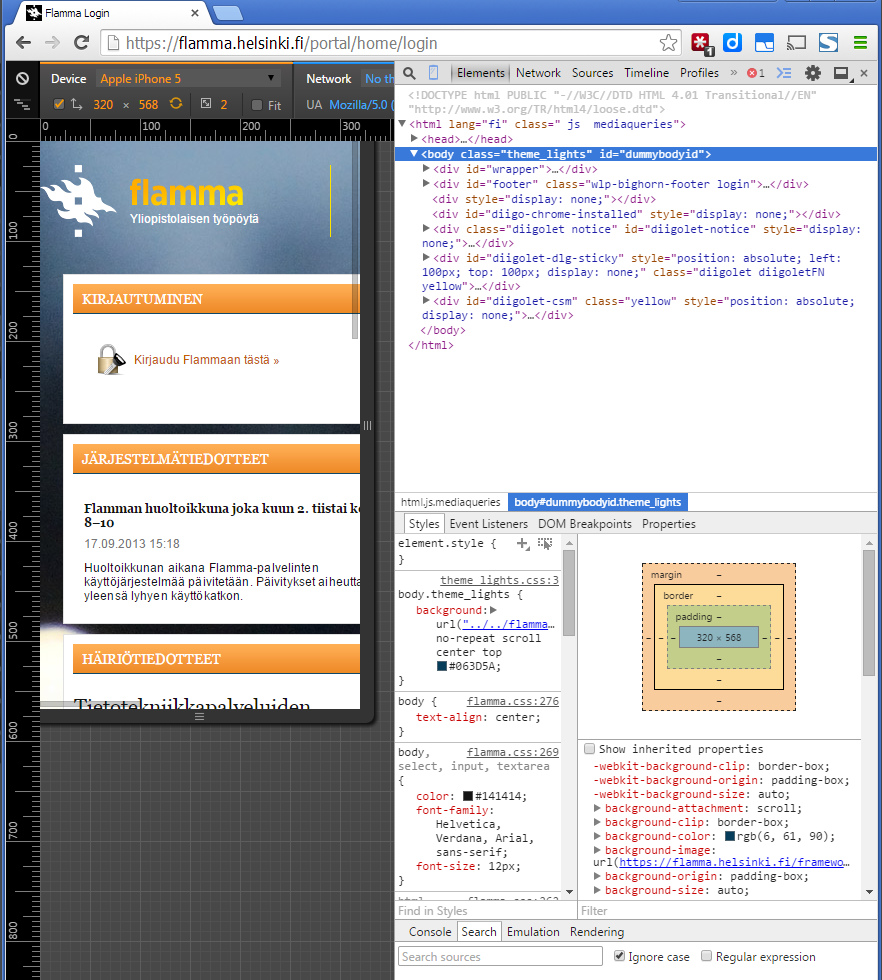 Flamma Login
https://flamma.helsinki.fi/portal/home/login
1
Device Apple iPhone 5 Network No th
320 × 568 2 Fit UA Mozilla/5.0 (
0 100 200 300
0
100
200
300
400
500
600
700
800
flamma
Yliopistolaisen työpöytä
KIRJAUTUMINEN
Kirjaudu Flammaan tästä »
JÄRJESTELMÄTIEDOTTEET
Flamman huoltoikkuna joka kuun 2. tiistai k
8–10
17.09.2013 15:18
Huoltoikkunan aikana Flamma-palvelinten
käyttöjärjestelmää päivitetään. Päivitykset aiheutta
yleensä lyhyen käyttökatkon.
HÄIRIÖTIEDOTTEET
Tietotekniikkapalveluiden
Elements Network Sources Timeline Profiles » 1
<!DOCTYPE html PUBLIC "-//W3C//DTD HTML 4.01 Transitional//EN"
"http://www.w3.org/TR/html4/loose.dtd">
<html lang="fi" class=" js  mediaqueries">
<head>…</head>
<body class="theme_lights" id="dummybodyid">
<div id="wrapper">…</div>
<div id="footer" class="wlp-bighorn-footer login">…</div>
<div style="display: none;"></div>
<div id="diigo-chrome-installed" style="display: none;"></div>
<div class="diigolet notice" id="diigolet-notice" style="display:
none;">…</div>
<div id="diigolet-dlg-sticky" style="position: absolute; left:
100px; top: 100px; display: none;" class="diigolet diigoletFN
yellow">…</div>
<div id="diigolet-csm" class="yellow" style="position: absolute;
display: none;">…</div>
</body>
</html>
html.js.mediaqueries body#dummybodyid.theme_lights
Styles Event Listeners DOM Breakpoints Properties
element.style {
}
theme_lights.css:3
body.theme_lights {
background:
url("../../flamma…
no-repeat scroll
center top
#063D5A;
}
body { flamma.css:276
text-align: center;
}
body, flamma.css:269
select, input, textarea
{
color: #141414;
font-family:
Helvetica,
Verdana, Arial,
sans-serif;
font-size: 12px;
}
Find in Styles
margin –
border –
padding –
– – – 320 × 568 – – –
–
–
–
Show inherited properties
-webkit-background-clip: border-box;
-webkit-background-origin: padding-box;
-webkit-background-size: auto;
background-attachment: scroll;
background-clip: border-box;
background-color: rgb(6, 61, 90);
background-image:
url(https://flamma.helsinki.fi/framewo…
background-origin: padding-box;
background-size: auto;
Filter
Console Search Emulation Rendering
Search sources Ignore case Regular expression